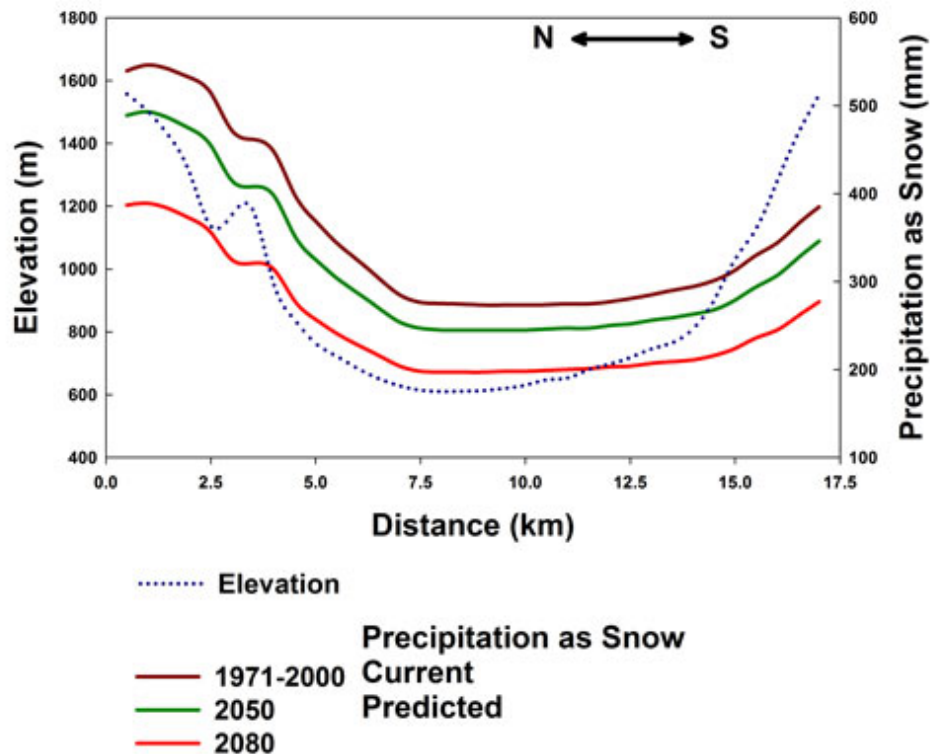 1800
1600
1400
1200
1000
800
600
400
Elevation (m)
N S
600
500
400
300
200
100
Precipitation as Snow (mm)
0.0 2.5 5.0 7.5 10.0 12.5 15.0 17.5
Distance (km)
Elevation
Precipitation as Snow
1971-2000 Current
2050 Predicted
2080